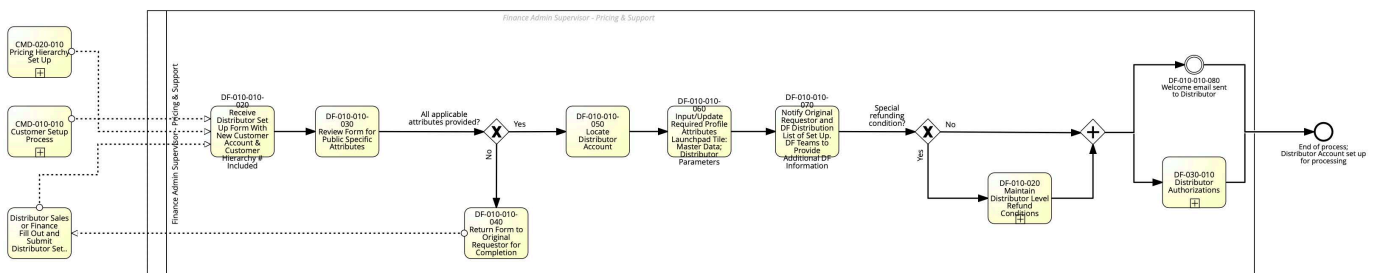 Finance Admin Supervisor - Pricing & Support
Finance Admin Supervisor - Pricing & Support
CMD-020-010
Pricing Hierarchy
Set Up
CMD-010-010
Customer Setup
Process
Distributor Sales
or Finance
Fill Out and
Submit
Distributor Set..
DF-010-010-
020
Receive
Distributor Set
Up Form With
New Customer
Account &
Customer
Hierarchy #
Included
DF-010-010-
030
Review Form for
Public Specific
Attributes
All applicable
attributes provided?
Yes
No
DF-010-010-
040
Return Form to
Original
Requestor for
Completion
DF-010-010-
050
Locate
Distributor
Account
DF-010-010-
060
Input/Update
Required Profile
Attributes
Launchpad Tile:
Master Data;
Distributor
Parameters
DF-010-010-
070
Notify Original
Requestor and
DF Distribution
List of Set Up.
DF Teams to
Provide
Additional DF
Information
Special
refunding
condition?
No
Yes
DF-010-020
Maintain
Distributor Level
Refund
Conditions
DF-010-010-080
Welcome email sent
to Distributor
DF-030-010
Distributor
Authorizations
End of process;
Distributor Account set up
for processing